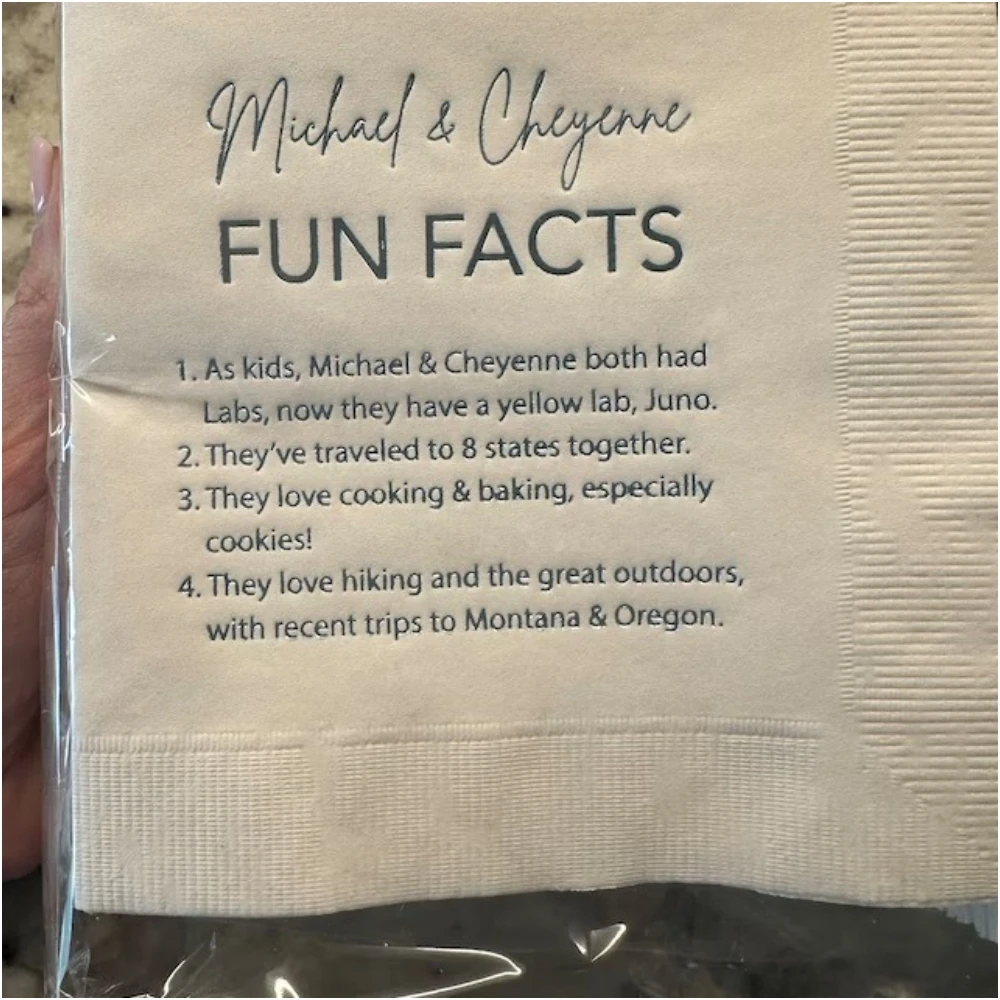 Michael & Cheyenne
FUN FACTS
1. As kids, Michael & Cheyenne both had
Labs, now they have a yellow lab, Juno.
2. They've traveled to 8 states together.
3. They love cooking & baking, especially
cookies!
4. They love hiking and the great outdoors,
with recent trips to Montana & Oregon.